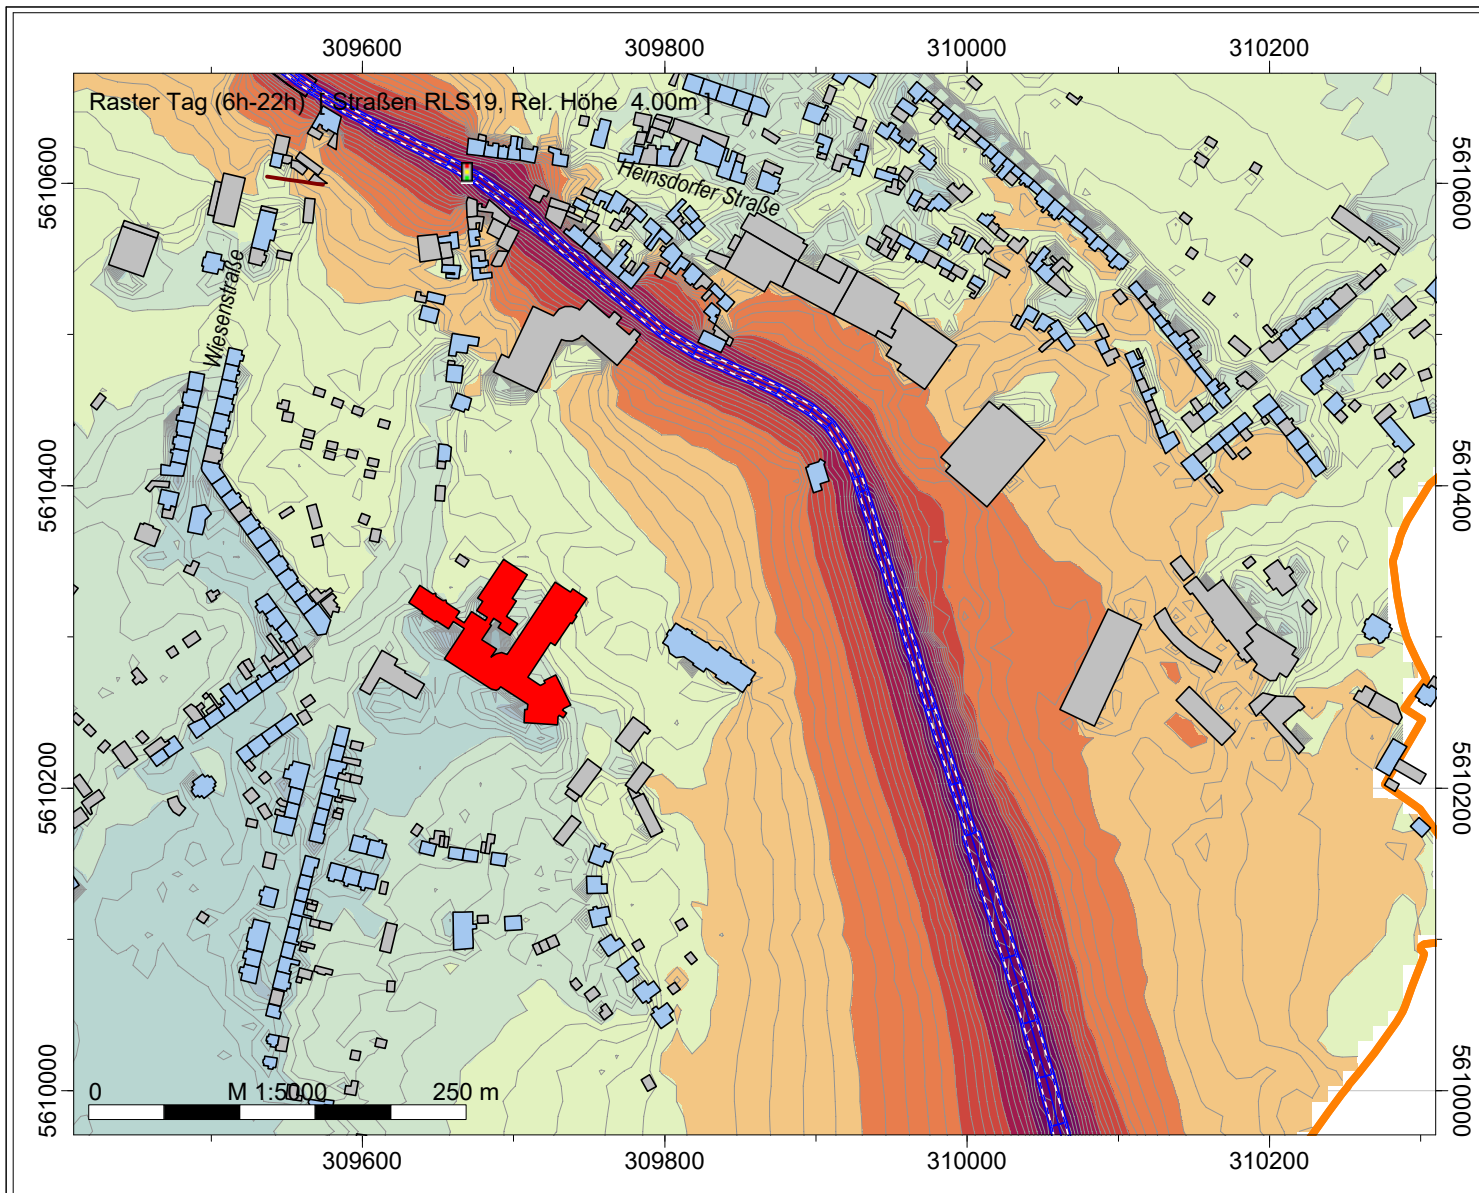 309600 309800 310000 310200
Raster Tag (6h-22h) [ Straßen RLS19, Rel. Höhe 4.00m ]
5610600 5610600
Heinsdorfer Straße
Wiesenstraße
5610400 5610400
5610200 5610200
5610000 5610000
0 M 1:5000 250 m
309600 309800 310000 310200